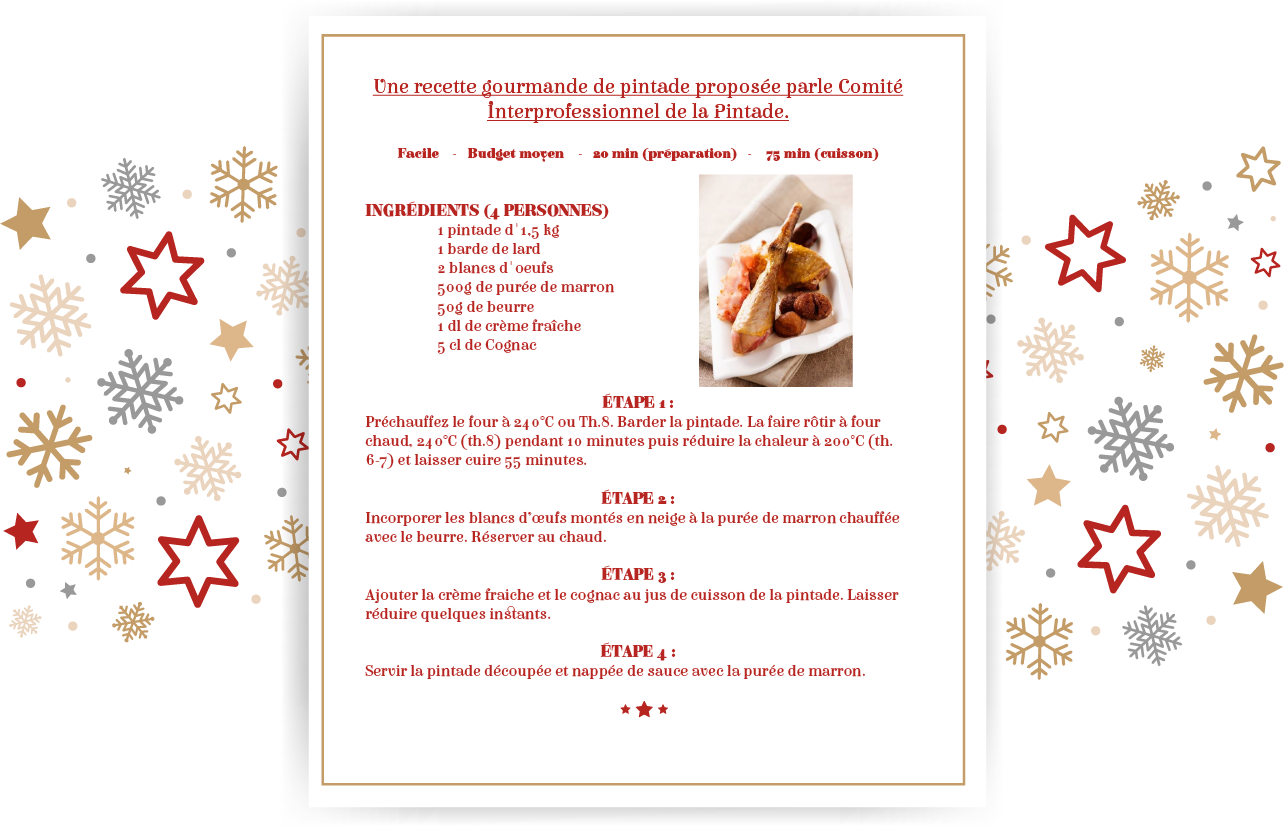 Une recette gourmande de pintade proposée parle Comité
Interprofessionnel de la Pintade.
Facile - Budget moyen - 20 min (préparation) - 75 min (cuisson)
INGRÉDIENTS (4 PERSONNES)
1 pintade d'1,5 kg
1 barde de lard
2 blancs d'oeufs
500g de purée de marron
50g de beurre
1 dl de crème fraîche
5 cl de Cognac
ÉTAPE 1 :
Préchauffez le four à 240°C ou Th.8. Barder la pintade. La faire rôtir à four
chaud, 240°C (th.8) pendant 10 minutes puis réduire la chaleur à 200°C (th.
6-7) et laisser cuire 55 minutes.
ÉTAPE 2 :
Incorporer les blancs d’œufs montés en neige à la purée de marron chauffée
avec le beurre. Réserver au chaud.
ÉTAPE 3 :
Ajouter la crème fraiche et le cognac au jus de cuisson de la pintade. Laisser
réduire quelques instants.
ÉTAPE 4 :
Servir la pintade découpée et nappée de sauce avec la purée de marron.